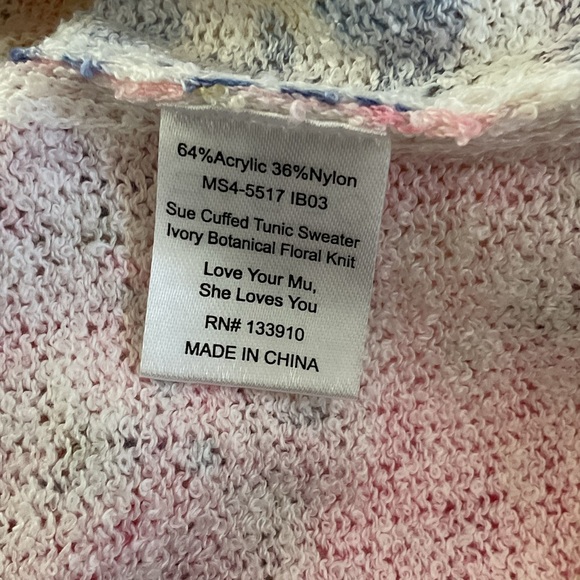 64%Acrylic 36%Nylon
MS4-5517 IB03
Sue Cuffed Tunic Sweater
Ivory Botanical Floral Knit
Love Your Mu,
She Loves You
RN# 133910
MADE IN CHINA